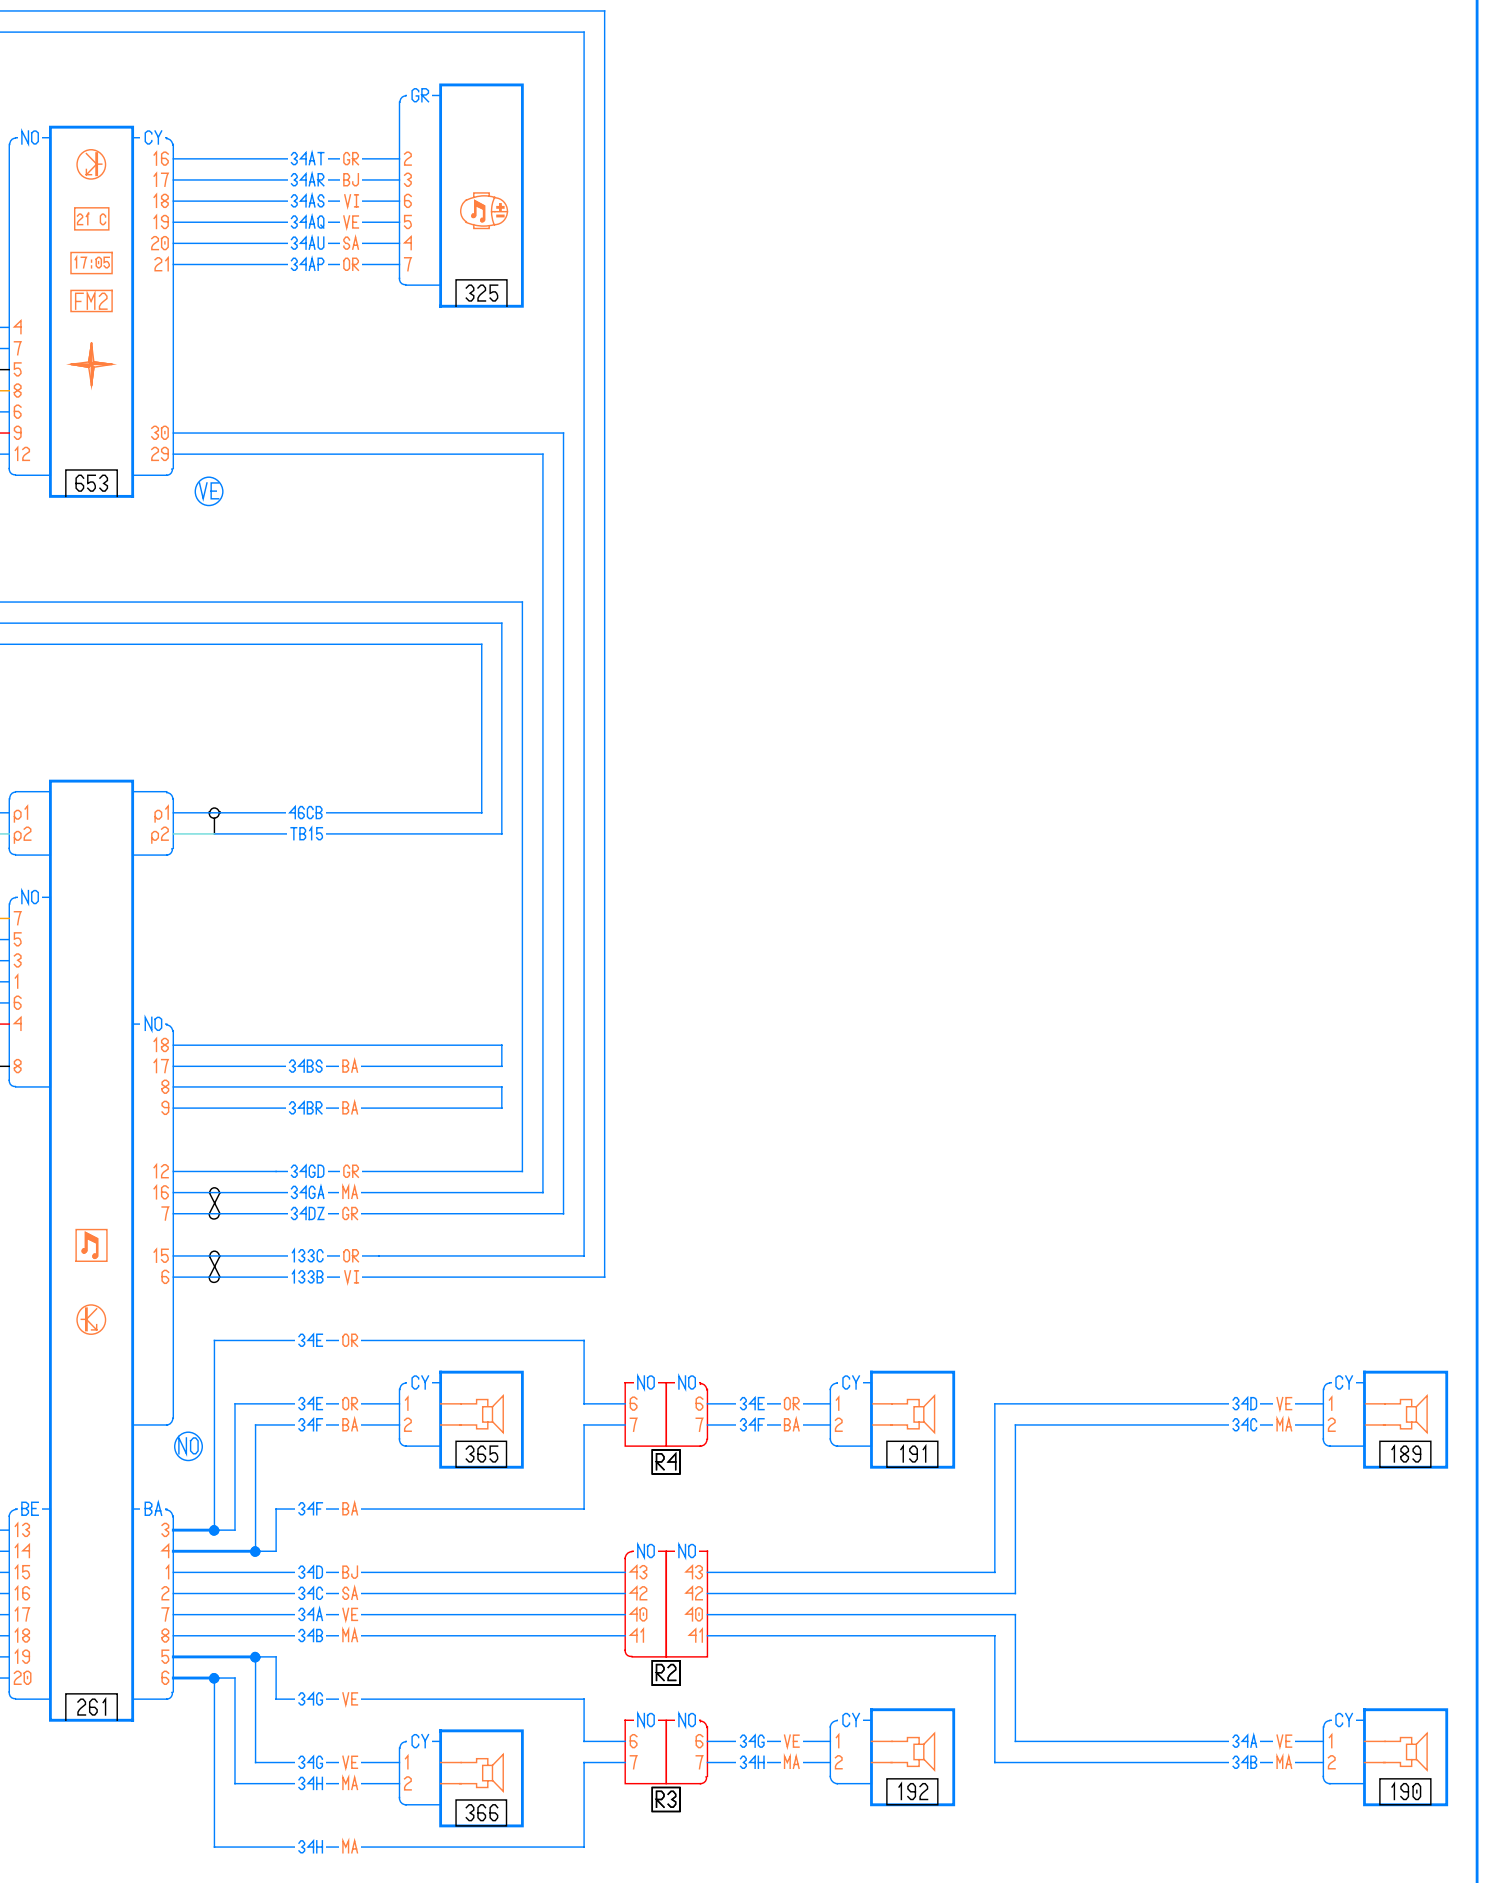 GR
NO CY
16 34AT GR 2
17 34AR BJ 3
18 34AS VI 6
21 C 19 34AQ VE 5
20 34AU SA 4
17:05 21 34AP OR 7
325
FM2
4
7
5
8
6
9 30
12 29
653 VE
p1 p1 46CB
p2 p2 TB15
NO
7
5
3
1
6
4 NO
18
8 17 34BS BA
8
9 34BR BA
12 34GD GR
16 34GA MA
7 34DZ GR
15 133C OR
6 133B VI
34E OR
CY NO NO CY CY
34E OR 1 6 6 34E OR 1 34D VE 1
34F BA 2 7 7 34F BA 2 34C MA 2
NO 365 R4 191 189
BE BA 34F BA
13 3
14 4 NO NO
15 1 34D BJ 43 43
16 2 34C SA 42 42
17 7 34A VE 40 40
18 8 34B MA 41 41
19 5
20 6 R2
261 34G VE
NO NO CY CY
CY 6 6 34G VE 1 34A VE 1
34G VE 1 7 7 34H MA 2 34B MA 2
34H MA 2
366 R3 192 190
34H MA